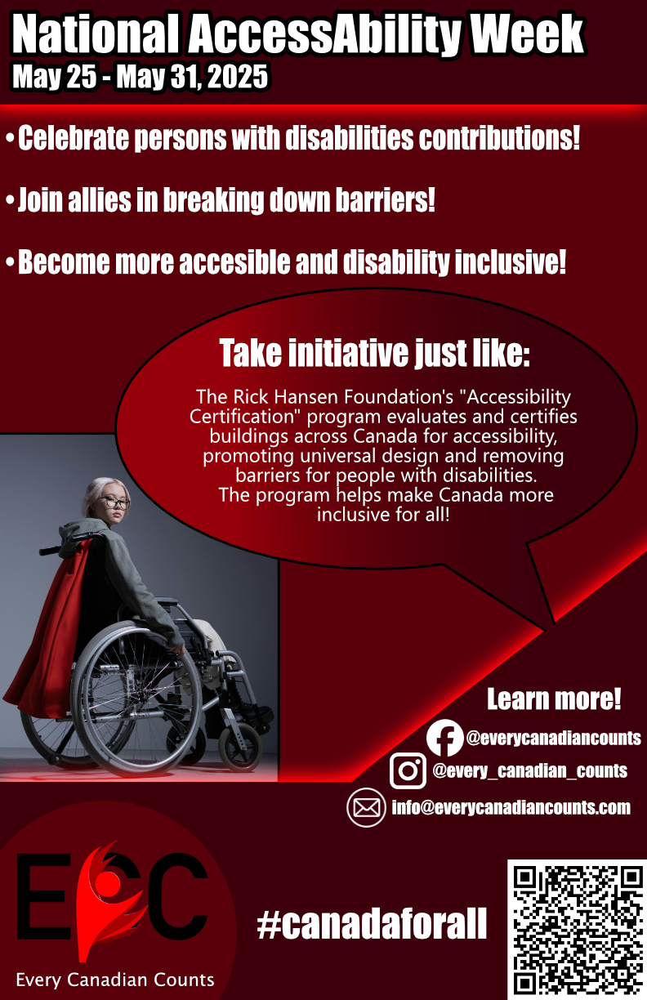 National AccessAbility Week
May 25 - May 31, 2025
• Celebrate persons with disabilities contributions!
• Join allies in breaking down barriers!
• Become more accesible and disability inclusive!
Take initiative just like:
The Rick Hansen Foundation's "Accessibility
Certification" program evaluates and certifies
buildings across Canada for accessibility,
promoting universal design and removing
barriers for people with disabilities.
The program helps make Canada more
inclusive for all!
Learn more!
@everycanadiancounts
@every_canadian_counts
info@everycanadiancounts.com
ECC
#canadaforall
Every Canadian Counts